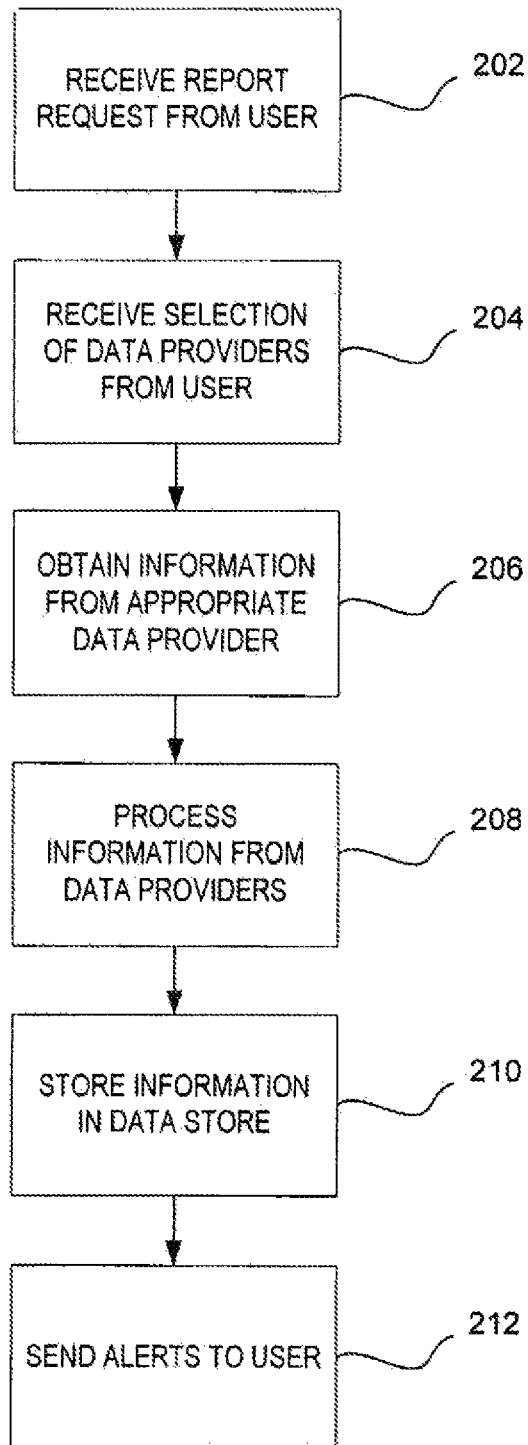 RECEIVE REPORT
REQUEST FROM USER
202
RECEIVE SELECTION
OF DATA PROVIDERS
FROM USER
204
OBTAIN INFORMATION
FROM APPROPRIATE
DATA PROVIDER
206
PROCESS
INFORMATION FROM
DATA PROVIDERS
208
STORE INFORMATION
IN DATA STORE
210
SEND ALERTS TO USER
212